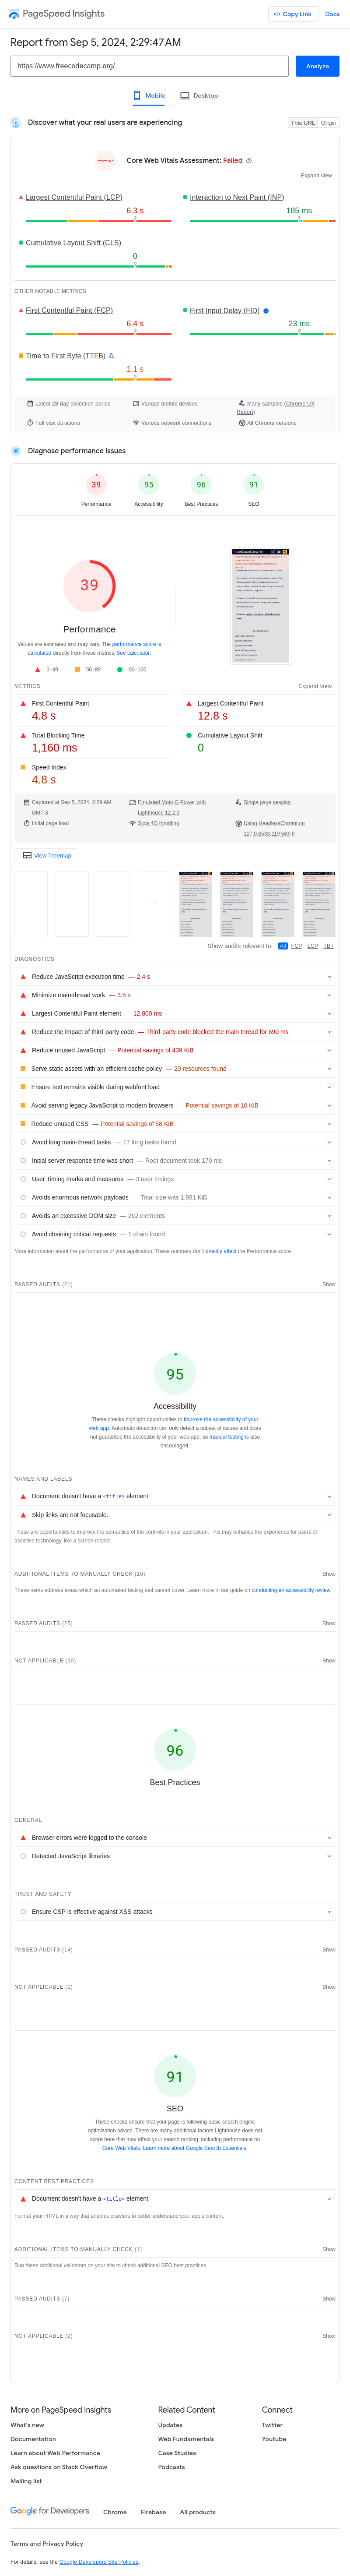 PageSpeed Insights
Copy Link
Docs
Report from Sep 5, 2024, 2:29:47 AM
https://www.freecodecamp.org/
Analyze
Mobile
Desktop
Discover what your real users are experiencing
This URL
Origin
Core Web Vitals Assessment: Failed
Expand view
Largest Contentful Paint (LCP)
6.3 s
Interaction to Next Paint (INP)
185 ms
Cumulative Layout Shift (CLS)
0
OTHER NOTABLE METRICS
First Contentful Paint (FCP)
6.4 s
First Input Delay (FID)
23 ms
Time to First Byte (TTFB)
1.1 s
Latest 28-day collection period
Various mobile devices
Many samples (Chrome UX Report)
Full visit durations
Various network connections
All Chrome versions
Diagnose performance issues
39
Performance
95
Accessibility
96
Best Practices
91
SEO
39
Performance
Values are estimated and may vary. The performance score is
calculated directly from these metrics. See calculator.
0–49
50–89
90–100
METRICS
Expand view
First Contentful Paint
4.8 s
Largest Contentful Paint
12.8 s
Total Blocking Time
1,160 ms
Cumulative Layout Shift
0
Speed Index
4.8 s
Captured at Sep 5, 2024, 2:29 AM
GMT-3
Emulated Moto G Power with
Lighthouse 12.2.0
Single page session
Initial page load
Slow 4G throttling
Using HeadlessChromium
127.0.6533.119 with lr
View Treemap
Show audits relevant to: All FCP LCP TBT
DIAGNOSTICS
Reduce JavaScript execution time — 2.4 s
Minimize main-thread work — 3.5 s
Largest Contentful Paint element — 12,800 ms
Reduce the impact of third-party code — Third-party code blocked the main thread for 690 ms
Reduce unused JavaScript — Potential savings of 439 KiB
Serve static assets with an efficient cache policy — 20 resources found
Ensure text remains visible during webfont load
Avoid serving legacy JavaScript to modern browsers — Potential savings of 10 KiB
Reduce unused CSS — Potential savings of 58 KiB
Avoid long main-thread tasks — 17 long tasks found
Initial server response time was short — Root document took 170 ms
User Timing marks and measures — 3 user timings
Avoids enormous network payloads — Total size was 1,881 KiB
Avoids an excessive DOM size — 262 elements
Avoid chaining critical requests — 1 chain found
More information about the performance of your application. These numbers don't directly affect the Performance score.
PASSED AUDITS (21)
Show
95
Accessibility
These checks highlight opportunities to improve the accessibility of your
web app. Automatic detection can only detect a subset of issues and does
not guarantee the accessibility of your web app, so manual testing is also
encouraged.
NAMES AND LABELS
Document doesn't have a <title> element
Skip links are not focusable.
These are opportunities to improve the semantics of the controls in your application. This may enhance the experience for users of
assistive technology, like a screen reader.
ADDITIONAL ITEMS TO MANUALLY CHECK (10)
Show
These items address areas which an automated testing tool cannot cover. Learn more in our guide on conducting an accessibility review.
PASSED AUDITS (25)
Show
NOT APPLICABLE (30)
Show
96
Best Practices
GENERAL
Browser errors were logged to the console
Detected JavaScript libraries
TRUST AND SAFETY
Ensure CSP is effective against XSS attacks
PASSED AUDITS (14)
Show
NOT APPLICABLE (1)
Show
91
SEO
These checks ensure that your page is following basic search engine
optimization advice. There are many additional factors Lighthouse does not
score here that may affect your search ranking, including performance on
Core Web Vitals. Learn more about Google Search Essentials.
CONTENT BEST PRACTICES
Document doesn't have a <title> element
Format your HTML in a way that enables crawlers to better understand your app's content.
ADDITIONAL ITEMS TO MANUALLY CHECK (1)
Show
Run these additional validators on your site to check additional SEO best practices.
PASSED AUDITS (7)
Show
NOT APPLICABLE (2)
Show
More on PageSpeed Insights
What's new
Documentation
Learn about Web Performance
Ask questions on Stack Overflow
Mailing list
Related Content
Updates
Web Fundamentals
Case Studies
Podcasts
Connect
Twitter
Youtube
Google for Developers
Chrome
Firebase
All products
Terms and Privacy Policy
For details, see the Google Developers Site Policies.